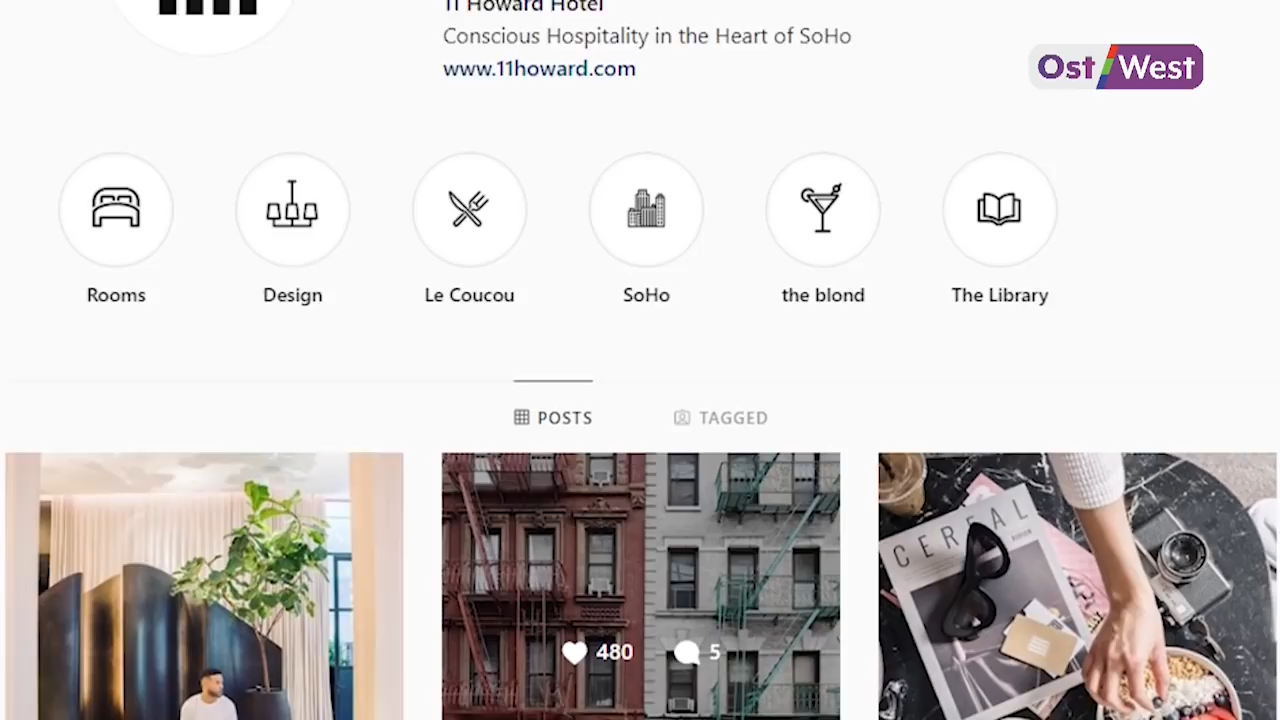 11 Howard Hotel
Conscious Hospitality in the Heart of SoHo
www.11howard.com
Ost West
Rooms
Design
Le Coucou
SoHo
the blond
The Library
POSTS
TAGGED
CEREAL
480
5